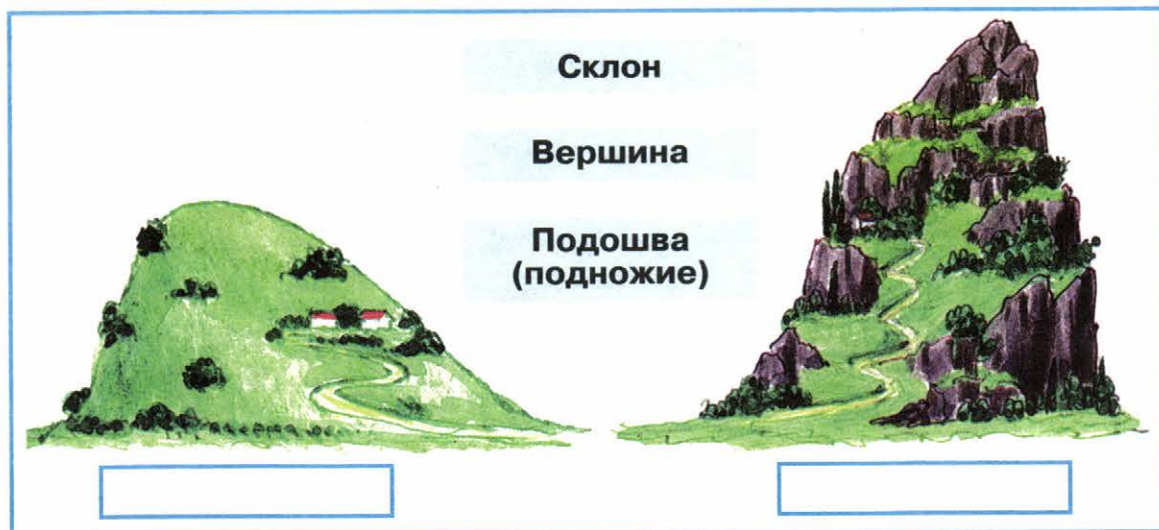 Склон
Вершина
Подошва
(подножие)